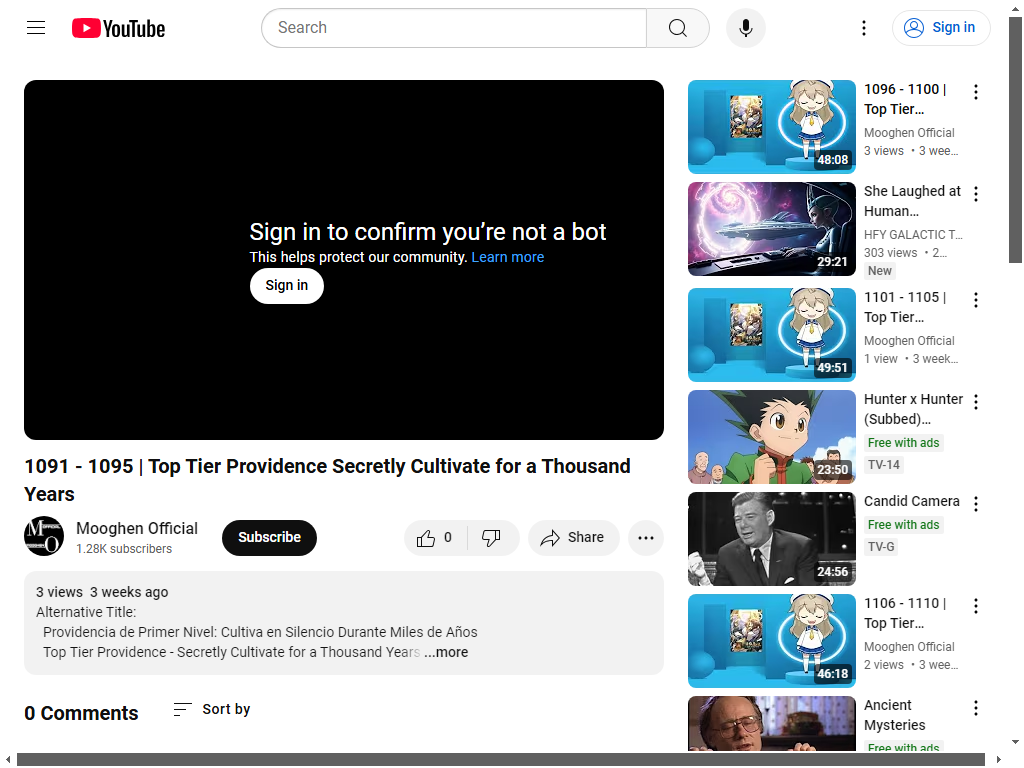 YouTube
Search
Sign in
Sign in to confirm you’re not a bot
This helps protect our community. Learn more
Sign in
1091 - 1095 | Top Tier Providence Secretly Cultivate for a Thousand
Years
Mooghen Official
1.28K subscribers
Subscribe
0
Share
3 views 3 weeks ago
Alternative Title:
Providencia de Primer Nivel: Cultiva en Silencio Durante Miles de Años
Top Tier Providence - Secretly Cultivate for a Thousand Years ...more
0 Comments
Sort by
48:08
1096 - 1100 |
Top Tier…
Mooghen Official
3 views • 3 wee…
29:21
She Laughed at
Human…
HFY GALACTIC T…
303 views • 2…
New
49:51
1101 - 1105 |
Top Tier…
Mooghen Official
1 view • 3 week…
23:50
Hunter x Hunter
(Subbed)…
Free with ads
TV-14
24:56
Candid Camera
Free with ads
TV-G
46:18
1106 - 1110 |
Top Tier…
Mooghen Official
2 views • 3 wee…
Ancient
Mysteries
Free with ads